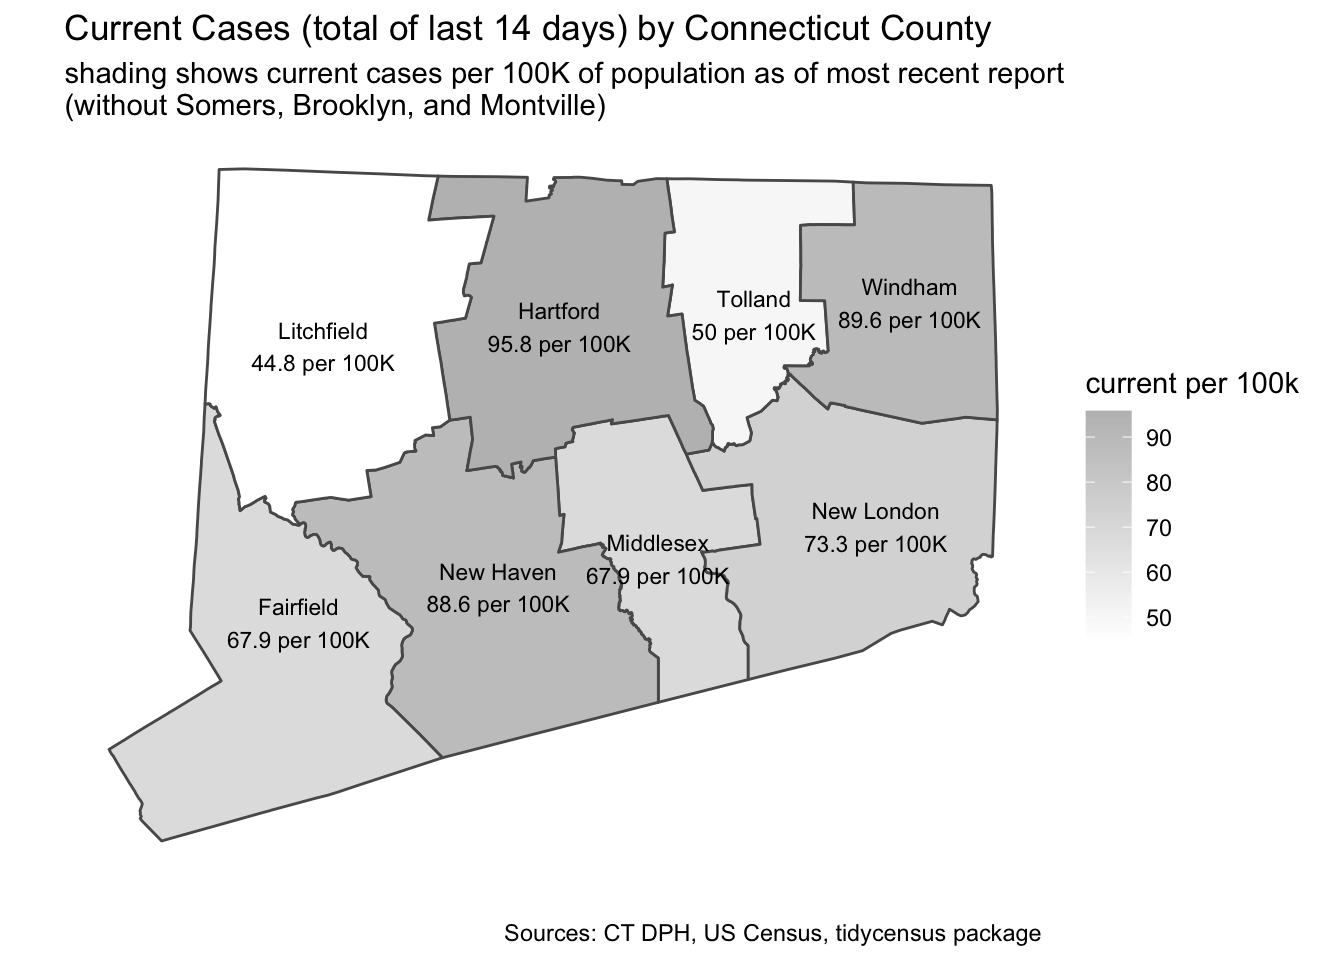 Current Cases (total of last 14 days) by Connecticut County
shading shows current cases per 100K of population as of most recent report
(without Somers, Brooklyn, and Montville)
Litchfield
44.8 per 100K
Hartford
95.8 per 100K
Tolland
50 per 100K
Windham
89.6 per 100K
Fairfield
67.9 per 100K
New Haven
88.6 per 100K
Middlesex
67.9 per 100K
New London
73.3 per 100K
current per 100k
90
80
70
60
50
Sources: CT DPH, US Census, tidycensus package